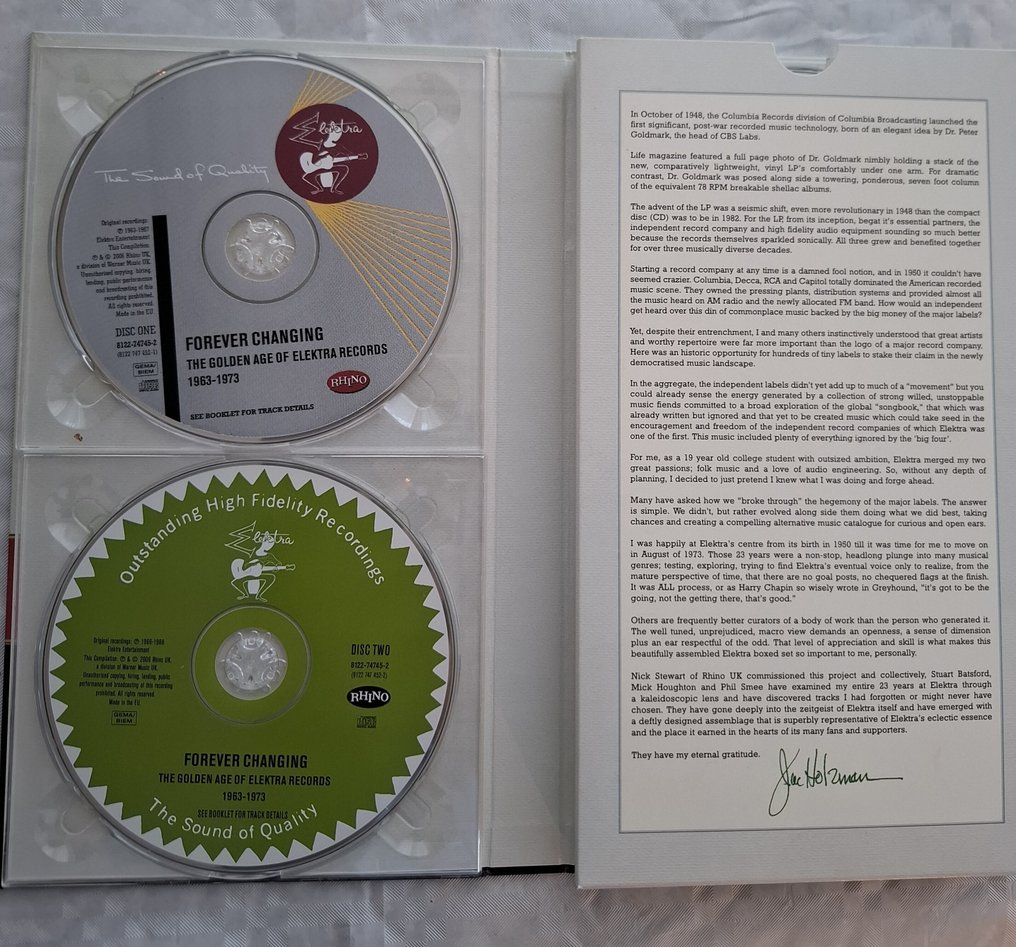 Elektra
The Sound of Quality
Original recordings:
℗ 1963-1967
Elektra Entertainment
This Compilation:
℗ & © 2006 Rhino UK,
a division of Warner Music UK.
Unauthorised copying, hiring,
lending, public performance
and broadcasting of this
recording prohibited.
All rights reserved.
Made in the EU
DISC ONE
8122-74745-2
(8122 747 452-1)
GEMA/
BIEM
FOREVER CHANGING
THE GOLDEN AGE OF ELEKTRA RECORDS
1963-1973
RHINO
SEE BOOKLET FOR TRACK DETAILS
Outstanding High Fidelity Recordings
Elektra
Original recordings: ℗ 1966-1968
Elektra Entertainment
This Compilation: ℗ & © 2006 Rhino UK,
a division of Warner Music UK.
Unauthorised copying, hiring, lending, public
performance and broadcasting of this recording
prohibited. All rights reserved.
Made in the EU.
GEMA/
BIEM
DISC TWO
8122-74745-2
(8122 747 452-2)
RHINO
FOREVER CHANGING
THE GOLDEN AGE OF ELEKTRA RECORDS
1963-1973
SEE BOOKLET FOR TRACK DETAILS
The Sound of Quality
In October of 1948, the Columbia Records division of Columbia Broadcasting launched the
first significant, post-war recorded music technology, born of an elegant idea by Dr. Peter
Goldmark, the head of CBS Labs.
Life magazine featured a full page photo of Dr. Goldmark nimbly holding a stack of the
new, comparatively lightweight, vinyl LP's comfortably under one arm. For dramatic
contrast, Dr. Goldmark was posed along side a towering, ponderous, seven foot column
of the equivalent 78 RPM breakable shellac albums.
The advent of the LP was a seismic shift, even more revolutionary in 1948 than the compact
disc (CD) was to be in 1982. For the LP, from its inception, begat it's essential partners, the
independent record company and high fidelity audio equipment sounding so much better
because the records themselves sparkled sonically. All three grew and benefited together
for over three musically diverse decades.
Starting a record company at any time is a damned fool notion, and in 1950 it couldn't have
seemed crazier. Columbia, Decca, RCA and Capitol totally dominated the American recorded
music scene. They owned the pressing plants, distribution systems and provided almost all
the music heard on AM radio and the newly allocated FM band. How would an independent
get heard over this din of commonplace music backed by the big money of the major labels?
Yet, despite their entrenchment, I and many others instinctively understood that great artists
and worthy repertoire were far more important than the logo of a major record company.
Here was an historic opportunity for hundreds of tiny labels to stake their claim in the newly
democratised music landscape.
In the aggregate, the independent labels didn't yet add up to much of a "movement" but you
could already sense the energy generated by a collection of strong willed, unstoppable
music fiends committed to a broad exploration of the global "songbook," that which was
already written but ignored and that yet to be created music which could take seed in the
encouragement and freedom of the independent record companies of which Elektra was
one of the first. This music included plenty of everything ignored by the 'big four'.
For me, as a 19 year old college student with outsized ambition, Elektra merged my two
great passions; folk music and a love of audio engineering. So, without any depth of
planning, I decided to just pretend I knew what I was doing and forge ahead.
Many have asked how we "broke through" the hegemony of the major labels. The answer
is simple. We didn't, but rather evolved along side them doing what we did best, taking
chances and creating a compelling alternative music catalogue for curious and open ears.
I was happily at Elektra's centre from its birth in 1950 till it was time for me to move on
in August of 1973. Those 23 years were a non-stop, headlong plunge into many musical
genres; testing, exploring, trying to find Elektra's eventual voice only to realize, from the
mature perspective of time, that there are no goal posts, no chequered flags at the finish.
It was ALL process, or as Harry Chapin so wisely wrote in Greyhound, "it's got to be the
going, not the getting there, that's good."
Others are frequently better curators of a body of work than the person who generated it.
The well tuned, unprejudiced, macro view demands an openness, a sense of dimension
plus an ear respectful of the odd. That level of appreciation and skill is what makes this
beautifully assembled Elektra boxed set so important to me, personally.
Nick Stewart of Rhino UK commissioned this project and collectively, Stuart Batsford,
Mick Houghton and Phil Smee have examined my entire 23 years at Elektra through
a kaleidoscopic lens and have discovered tracks I had forgotten or might never have
chosen. They have gone deeply into the zeitgeist of Elektra itself and have emerged with
a deftly designed assemblage that is superbly representative of Elektra's eclectic essence
and the place it earned in the hearts of its many fans and supporters.
They have my eternal gratitude.
Jac Holzman